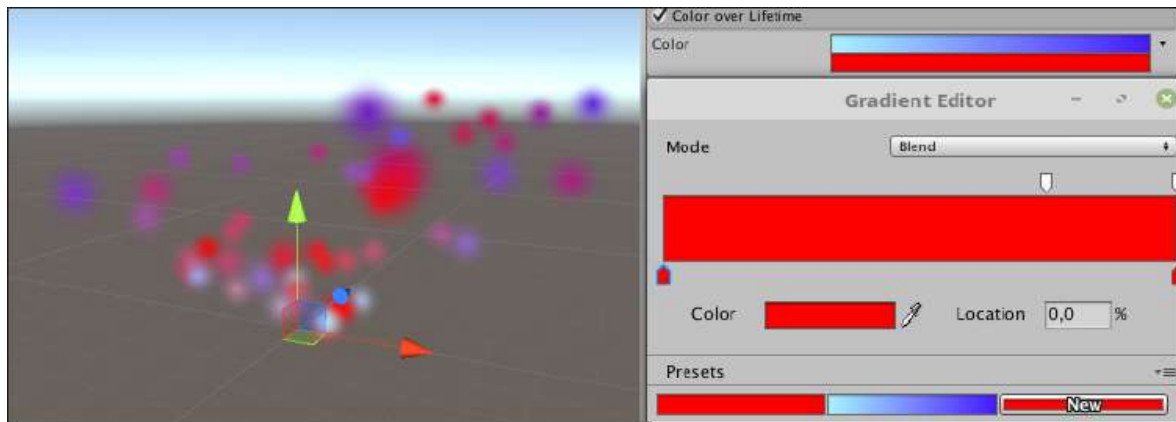 Color over Lifetime
Color
Gradient Editor
Mode
Blend
Color
Location
0,0
%
Presets
New